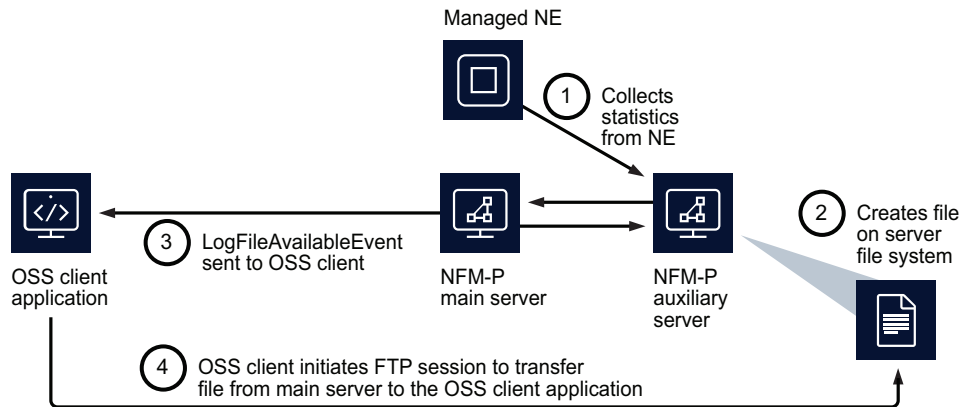 Managed NE
1
Collects
statistics
from NE
2
Creates file
on server
file system
3
LogFileAvailableEvent
sent to OSS client
OSS client
application
NFM-P
main server
NFM-P
auxiliary
server
4
OSS client initiates FTP session to transfer
file from main server to the OSS client application